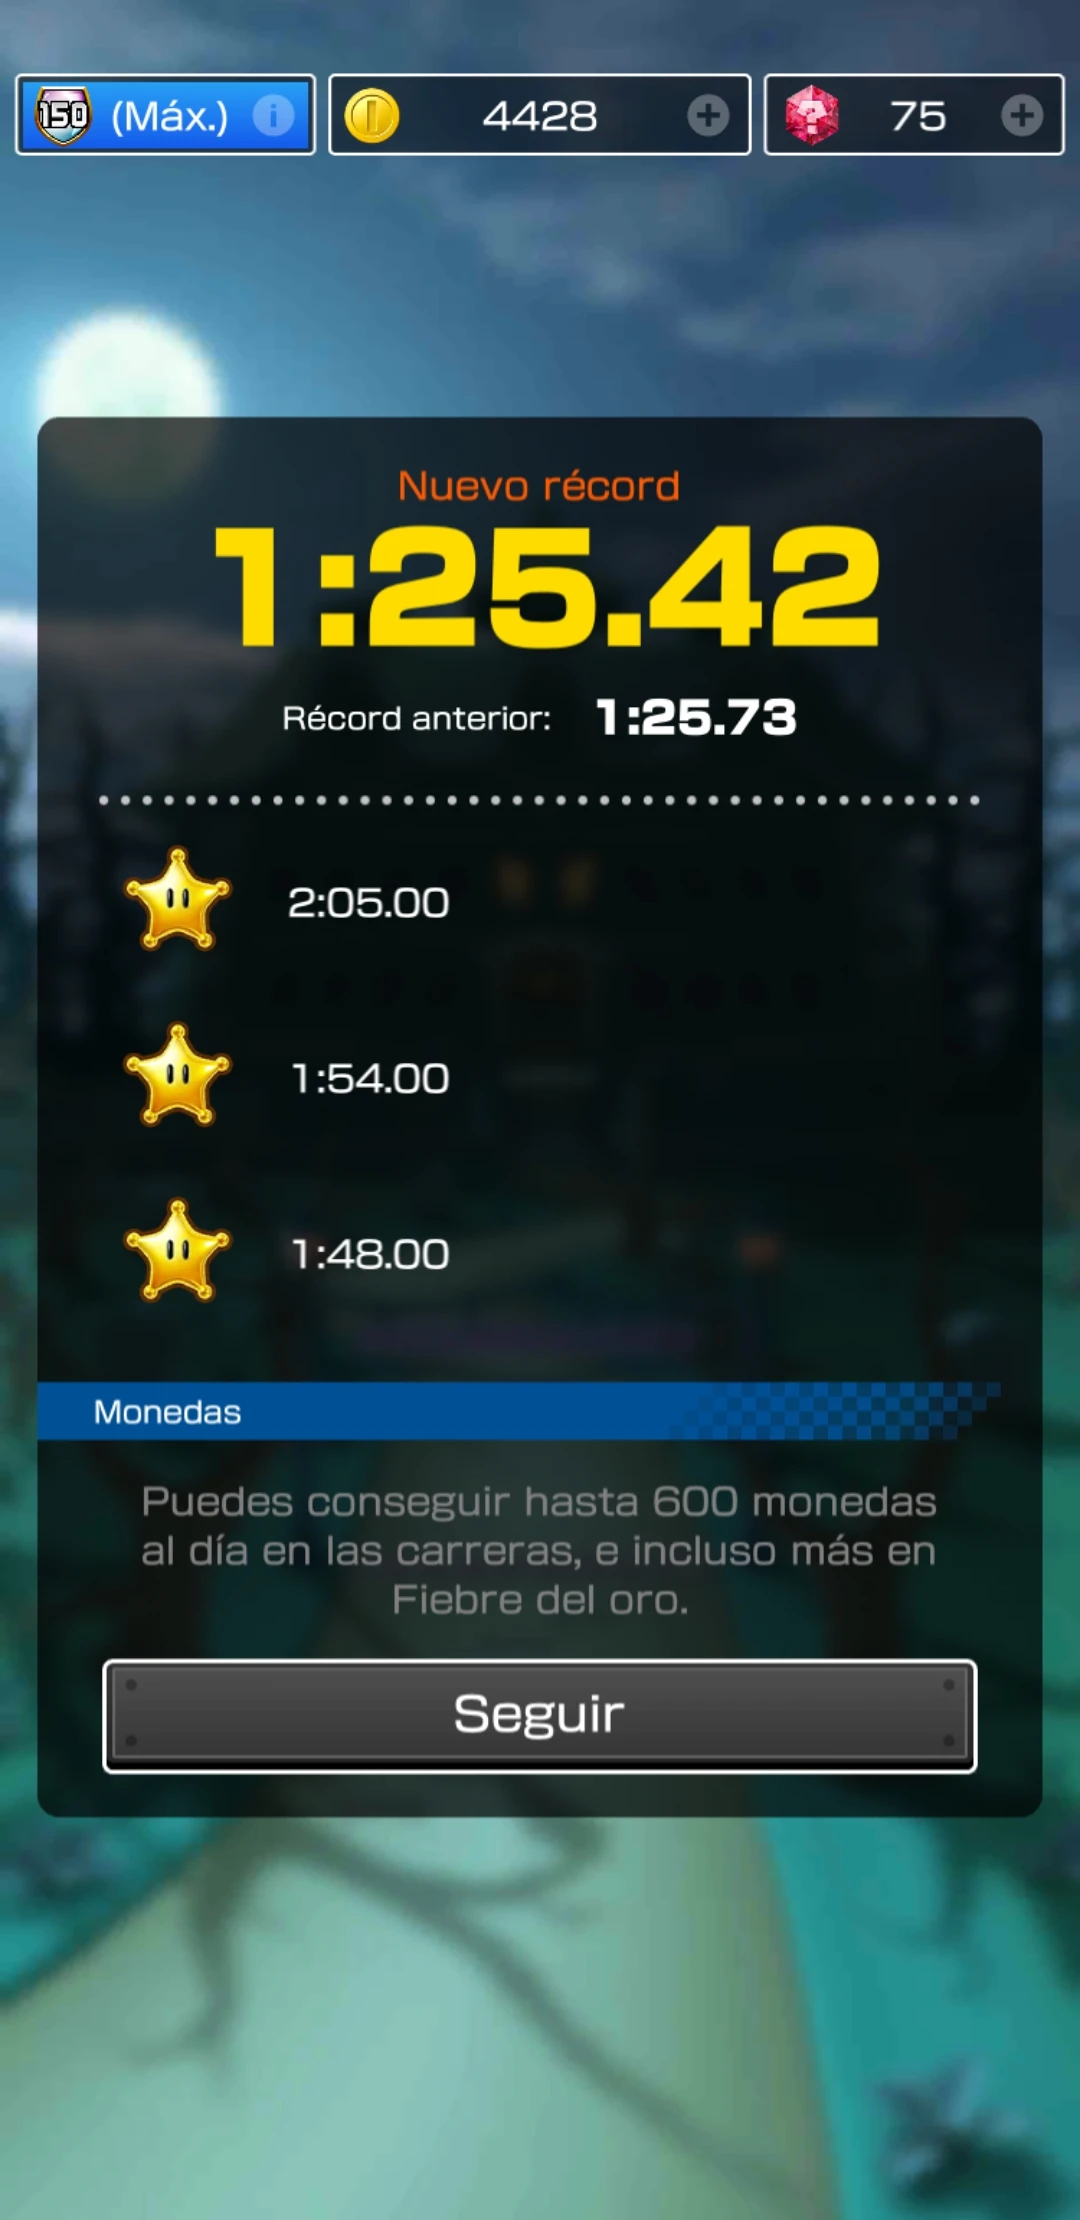 150 (Máx.) i 4428 + ? 75 +
Nuevo récord
1:25.42
Récord anterior: 1:25.73
2:05.00
1:54.00
1:48.00
Monedas
Puedes conseguir hasta 600 monedas
al día en las carreras, e incluso más en
Fiebre del oro.
Seguir